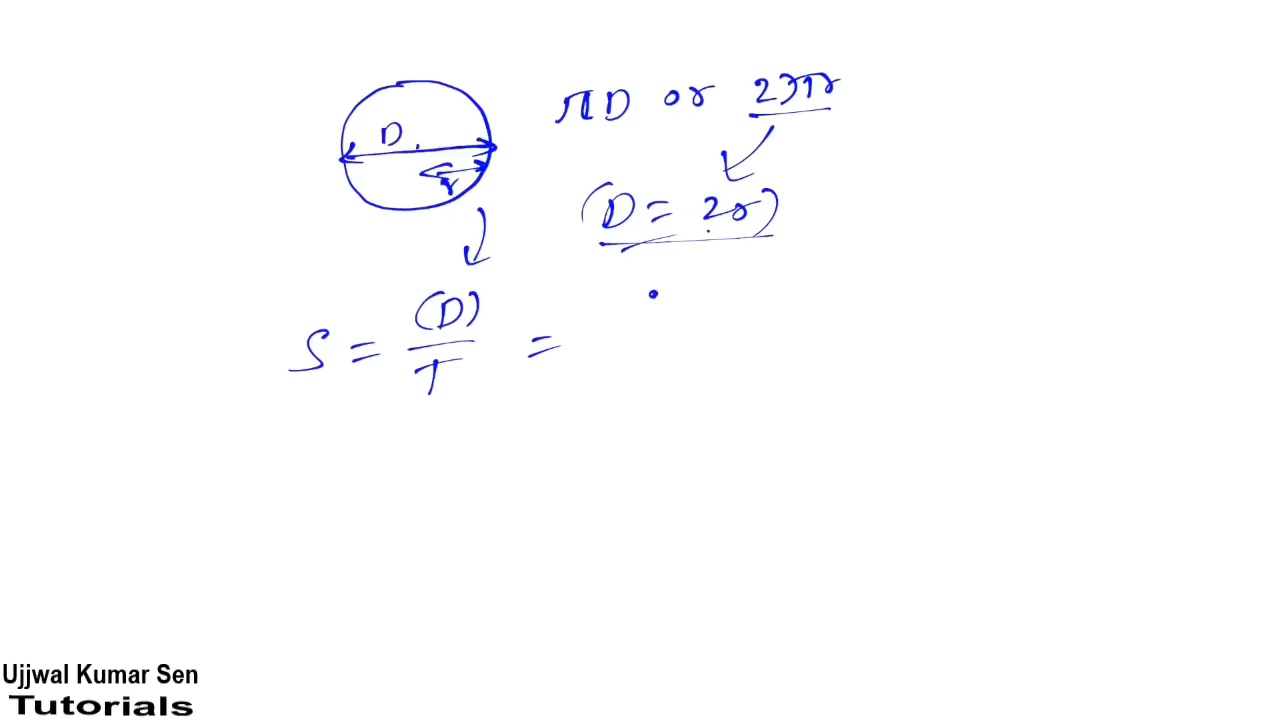 D
r
πD or 2πr
(D = 2r)
S = (D)/T =
Ujjwal Kumar Sen
Tutorials